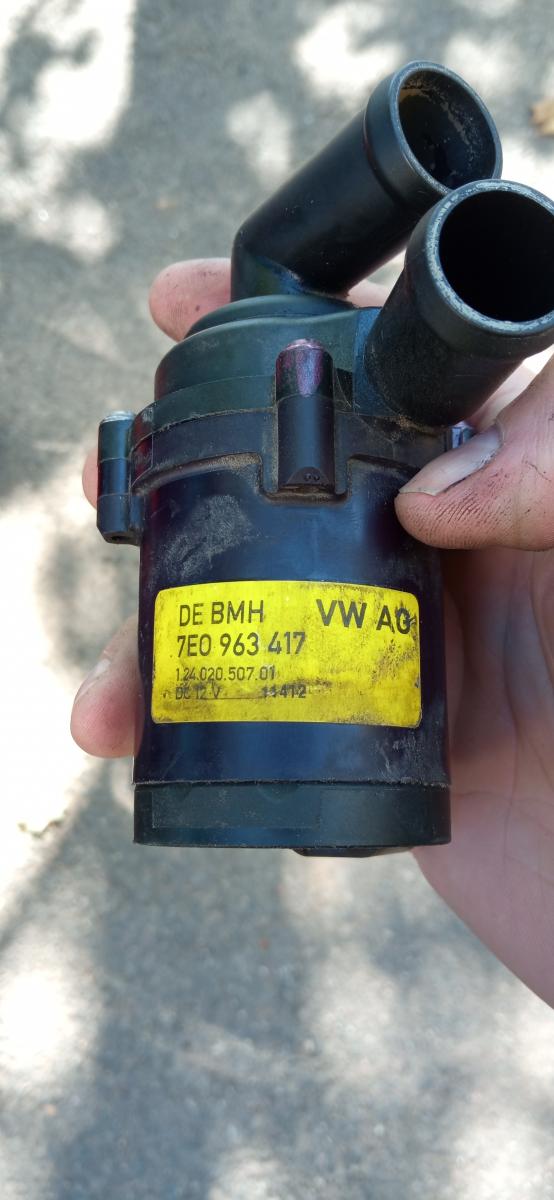 DE BMH VW AG
7E0 963 417
1.24.020.507.01
DC 12 V 11412